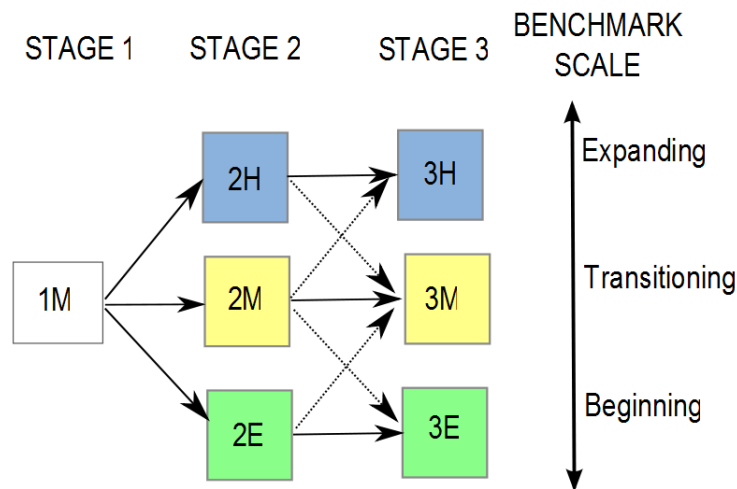 STAGE 1
STAGE 2
STAGE 3
BENCHMARK
SCALE
2H
3H
Expanding
1M
2M
3M
Transitioning
2E
3E
Beginning